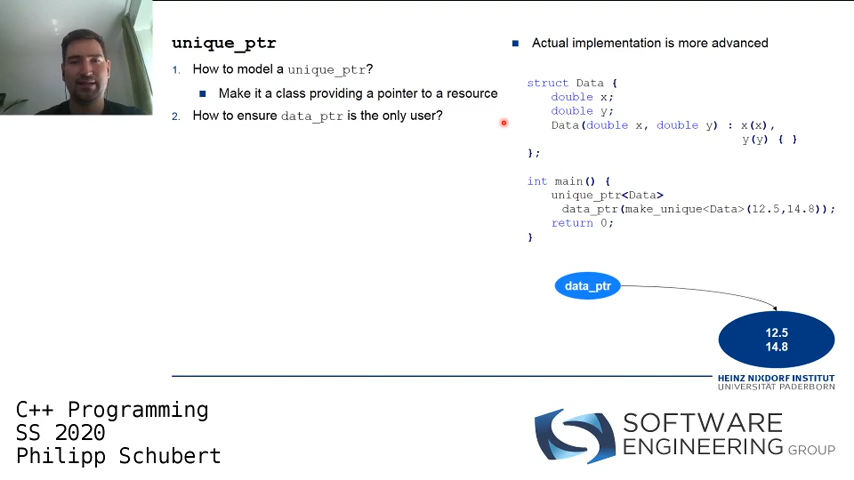 unique_ptr
1. How to model a unique_ptr?
■ Make it a class providing a pointer to a resource
2. How to ensure data_ptr is the only user?
■ Actual implementation is more advanced
struct Data {
double x;
double y;
Data(double x, double y) : x(x),
y(y) { }
};
int main() {
unique_ptr<Data>
data_ptr(make_unique<Data>(12.5,14.8));
return 0;
}
data_ptr
12.5
14.8
HEINZ NIXDORF INSTITUT
UNIVERSITÄT PADERBORN
C++ Programming
SS 2020
Philipp Schubert
SOFTWARE
ENGINEERING GROUP